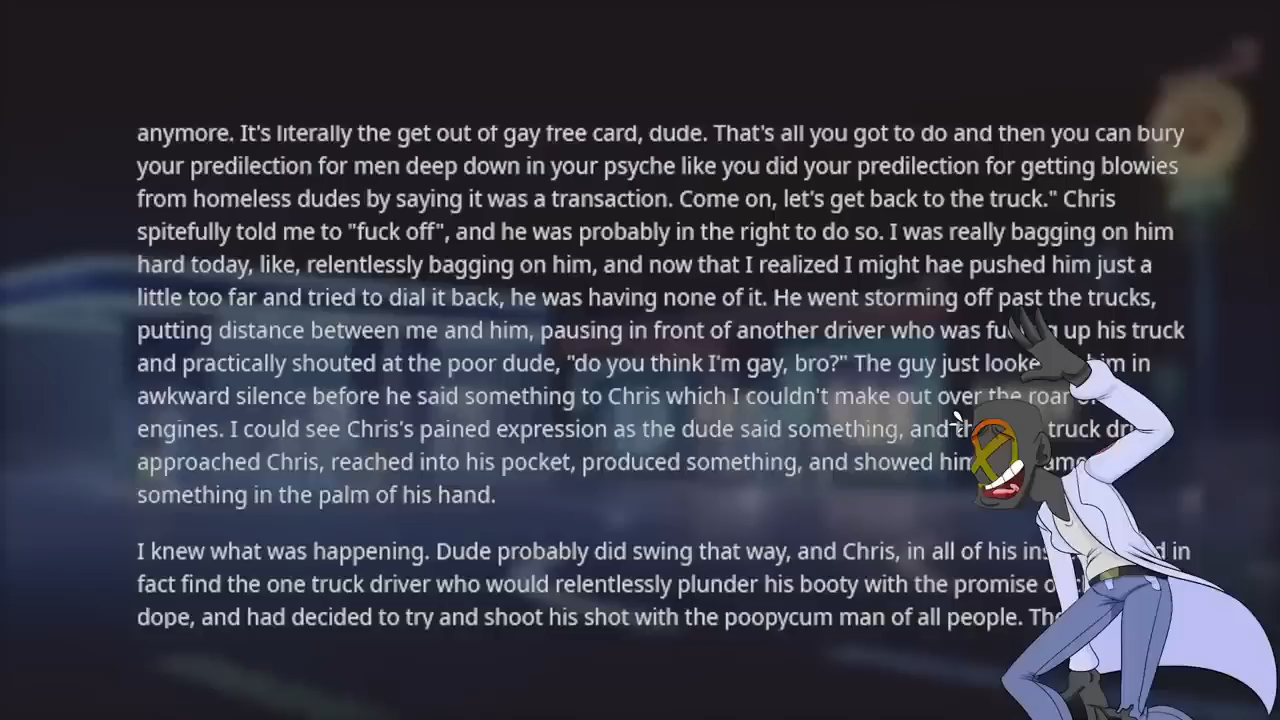 anymore. It's literally the get out of gay free card, dude. That's all you got to do and then you can bury
your predilection for men deep down in your psyche like you did your predilection for getting blowies
from homeless dudes by saying it was a transaction. Come on, let's get back to the truck." Chris
spitefully told me to "fuck off", and he was probably in the right to do so. I was really bagging on him
hard today, like, relentlessly bagging on him, and now that I realized I might hae pushed him just a
little too far and tried to dial it back, he was having none of it. He went storming off past the trucks,
putting distance between me and him, pausing in front of another driver who was up his truck
and practically shouted at the poor dude, "do you think I'm gay, bro?" The guy just in
awkward silence before he said something to Chris which I couldn't make out over the roar
engines. I could see Chris's pained expression as the dude said something, and truck
approached Chris, reached into his pocket, produced something, and showed
something in the palm of his hand.
I knew what was happening. Dude probably did swing that way, and Chris, in all of his in
fact find the one truck driver who would relentlessly plunder his booty with the promise
dope, and had decided to try and shoot his shot with the poopycum man of all people.